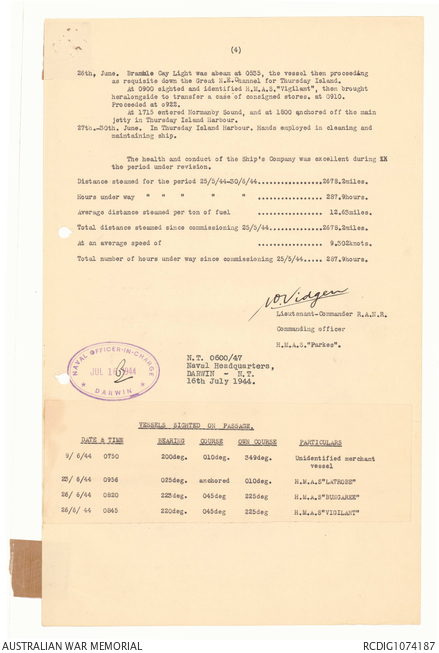 (4)
26th, June. Bramble Cay Light was abeam at 0535, the vessel then proceeding
as requisite down the Great N.E.Channel for Thursday Island.
At 0900 sighted and identified H.M.A.S."Vigilant", then brought
heralongside to transfer a case of consigned stores. at 0910.
Proceeded at 0922.
At 1715 entered Normanby Sound, and at 1800 anchored off the main
jetty in Thursday Island Harbour.
27th.-30th. June. In Thursday Island Harbour. Hands employed in cleaning and
maintaining ship.
The health and conduct of the Ship's Company was excellent during IX
the period under revision.
Distance steamed for the period 25/5/44-30/6/44.................2678.2miles.
Hours under way " " " " " .................287.9hours.
Average distance steamed per ton of fuel .................12.63miles.
Total distance steamed since commissioning 25/5/44.................2678.2miles.
At an average speed of .................9.302knots.
Total number of hours under way since commissioning 25/5/44..... 287.9hours.
W Vidgen
Lieutenant-Commander R.A.N.R.
Commanding officer
H.M.A.S."Parkes".
NAVAL OFFICER-IN-CHARGE
JUL 16 1944
DARWIN
N.T. 0600/47
Naval Headquarters,
DARWIN - N.T.
16th July 1944.
VESSELS SIGHTED ON PASSAGE.
DATE & TIME BEARING COURSE OWN COURSE PARTICULARS
9/ 6/44 0750 200deg. 010deg. 349deg. Unidentified merchant
vessel
23/ 6/44 0956 025deg. anchored 010deg. H.M.A.S"LATROBE"
26/ 6/44 0820 223deg. 045deg 225deg H.M.A.S"BUNGAREE"
26/6/ 44 0845 220deg. 045deg 225deg H.M.A.S"VIGILANT"
AUSTRALIAN WAR MEMORIAL
RCDIG1074187